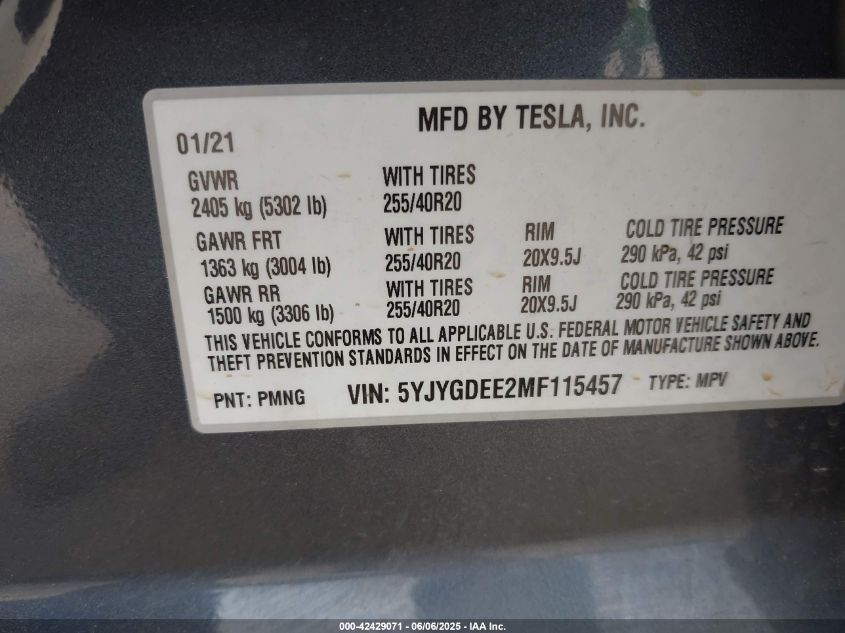 MFD BY TESLA, INC.
01/21
GVWR WITH TIRES
2405 kg (5302 lb) 255/40R20
GAWR FRT WITH TIRES RIM COLD TIRE PRESSURE
1363 kg (3004 lb) 255/40R20 20X9.5J 290 kPa, 42 psi
GAWR RR WITH TIRES RIM COLD TIRE PRESSURE
1500 kg (3306 lb) 255/40R20 20X9.5J 290 kPa, 42 psi
THIS VEHICLE CONFORMS TO ALL APPLICABLE U.S. FEDERAL MOTOR VEHICLE SAFETY AND
THEFT PREVENTION STANDARDS IN EFFECT ON THE DATE OF MANUFACTURE SHOWN ABOVE.
PNT: PMNG VIN: 5YJYGDEE2MF115457 TYPE: MPV
000-42429071 - 06/06/2025 - IAA Inc.